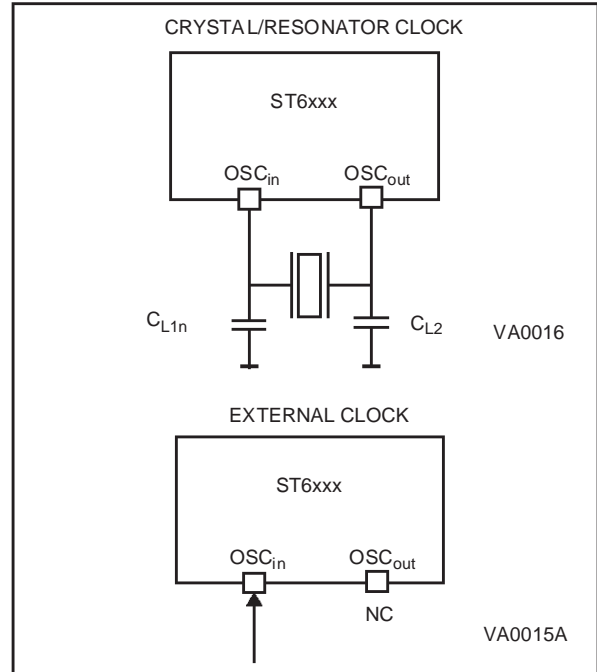 CRYSTAL/RESONATOR CLOCK
ST6xxx
OSCin OSCout
CL1n CL2 VA0016
EXTERNAL CLOCK
ST6xxx
OSCin OSCout
NC
VA0015A